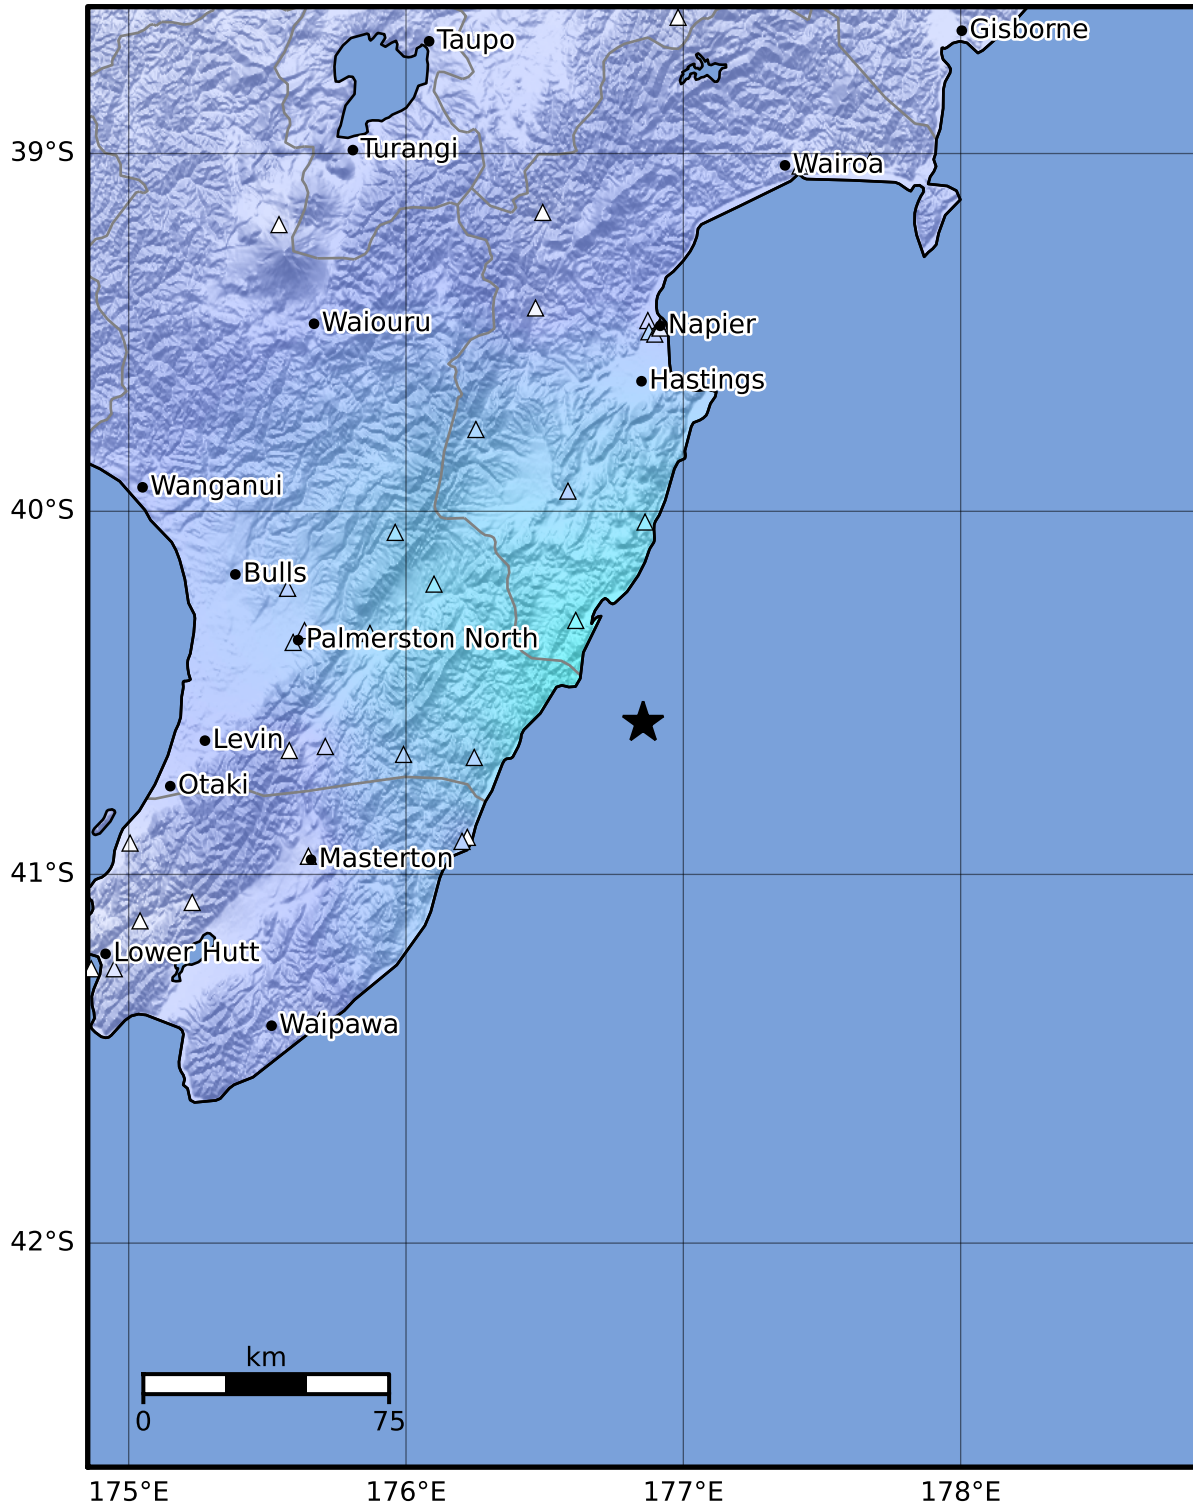 Gisborne
Taupo
39°S
Turangi
Wairoa
Waiouru
Napier
Hastings
Wanganui
40°S
Bulls
Palmerston North
Levin
Otaki
Masterton
41°S
Lower Hutt
Waipawa
42°S
km
0 75
175°E 176°E 177°E 178°E